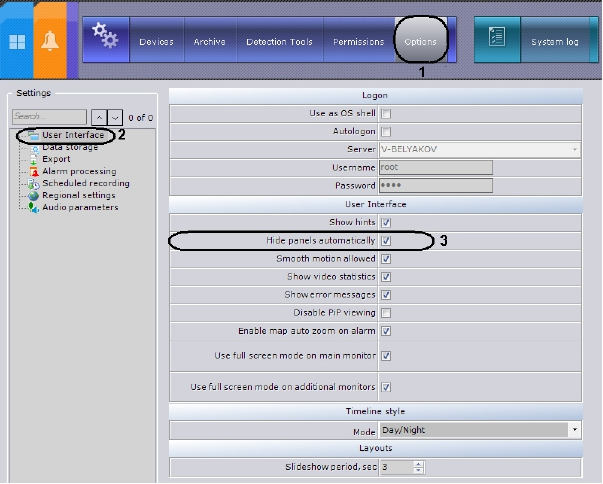 Devices Archive Detection Tools Permissions Options System log
1
Settings
Search... 0 of 0
User Interface 2
Data storage
Export
Alarm processing
Scheduled recording
Regional settings
Audio parameters
Logon
Use as OS shell
Autologon
Server V-BELYAKOV
Username root
Password ••••
User Interface
Show hints
Hide panels automatically 3
Smooth motion allowed
Show video statistics
Show error messages
Disable PiP viewing
Enable map auto zoom on alarm
Use full screen mode on main monitor
Use full screen mode on additional monitors
Timeline style
Mode Day/Night
Layouts
Slideshow period, sec 3